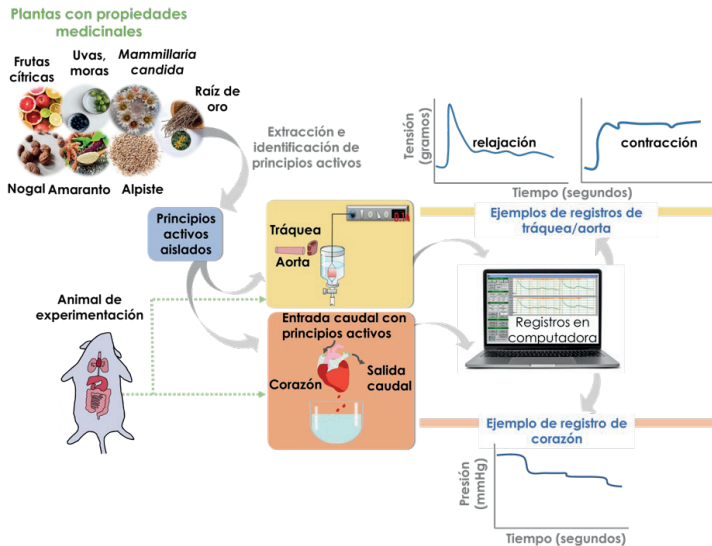 Plantas con propiedades
medicinales
Frutas
cítricas
Uvas,
moras
Mammillaria
candida
Raíz de
oro
Nogal
Amaranto
Alpiste
Extracción e
identificación de
principios activos
Principios
activos
aislados
Animal de
experimentación
Tráquea
Aorta
Entrada caudal con
principios activos
Corazón
Salida
caudal
Tensión
(gramos)
relajación
contracción
Tiempo (segundos)
Ejemplos de registros de
tráquea/aorta
Registros en
computadora
Ejemplo de registro de
corazón
Presión
(mmHg)
Tiempo (segundos)